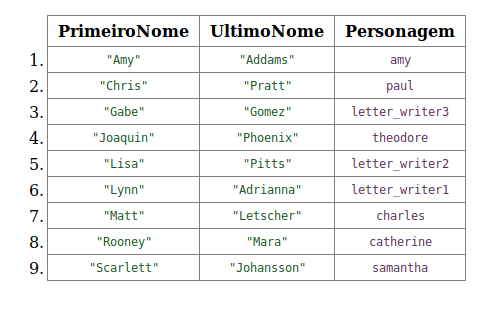 PrimeiroNome UltimoNome Personagem
1. "Amy" "Addams" amy
2. "Chris" "Pratt" paul
3. "Gabe" "Gomez" letter_writer3
4. "Joaquin" "Phoenix" theodore
5. "Lisa" "Pitts" letter_writer2
6. "Lynn" "Adrianna" letter_writer1
7. "Matt" "Letscher" charles
8. "Rooney" "Mara" catherine
9. "Scarlett" "Johansson" samantha